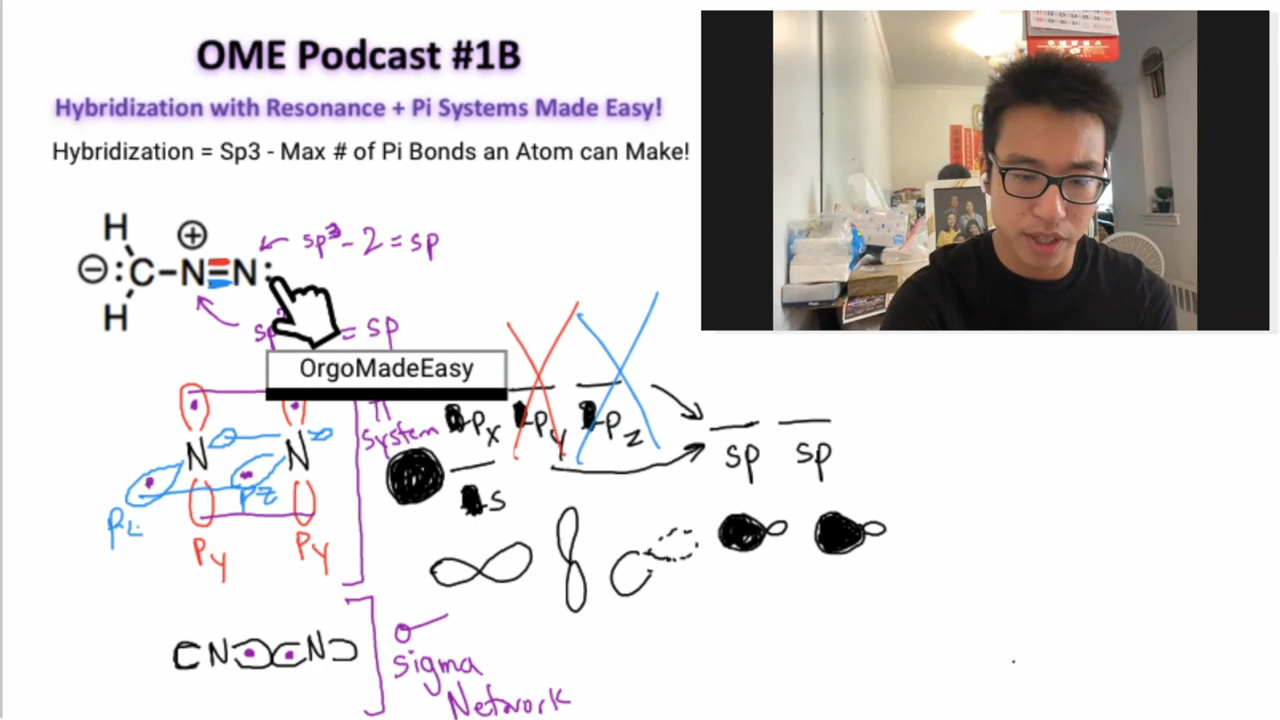 OME Podcast #1B
Hybridization with Resonance + Pi Systems Made Easy!
Hybridization = Sp3 - Max # of Pi Bonds an Atom can Make!
H
⊕
sp³ - 2 = sp
⊖ :C-N≡N:
H
= sp
OrgoMadeEasy
π
System
Px Py Pz
sp sp
N N
Pz
s
Py Py
CN N
Sigma
Network